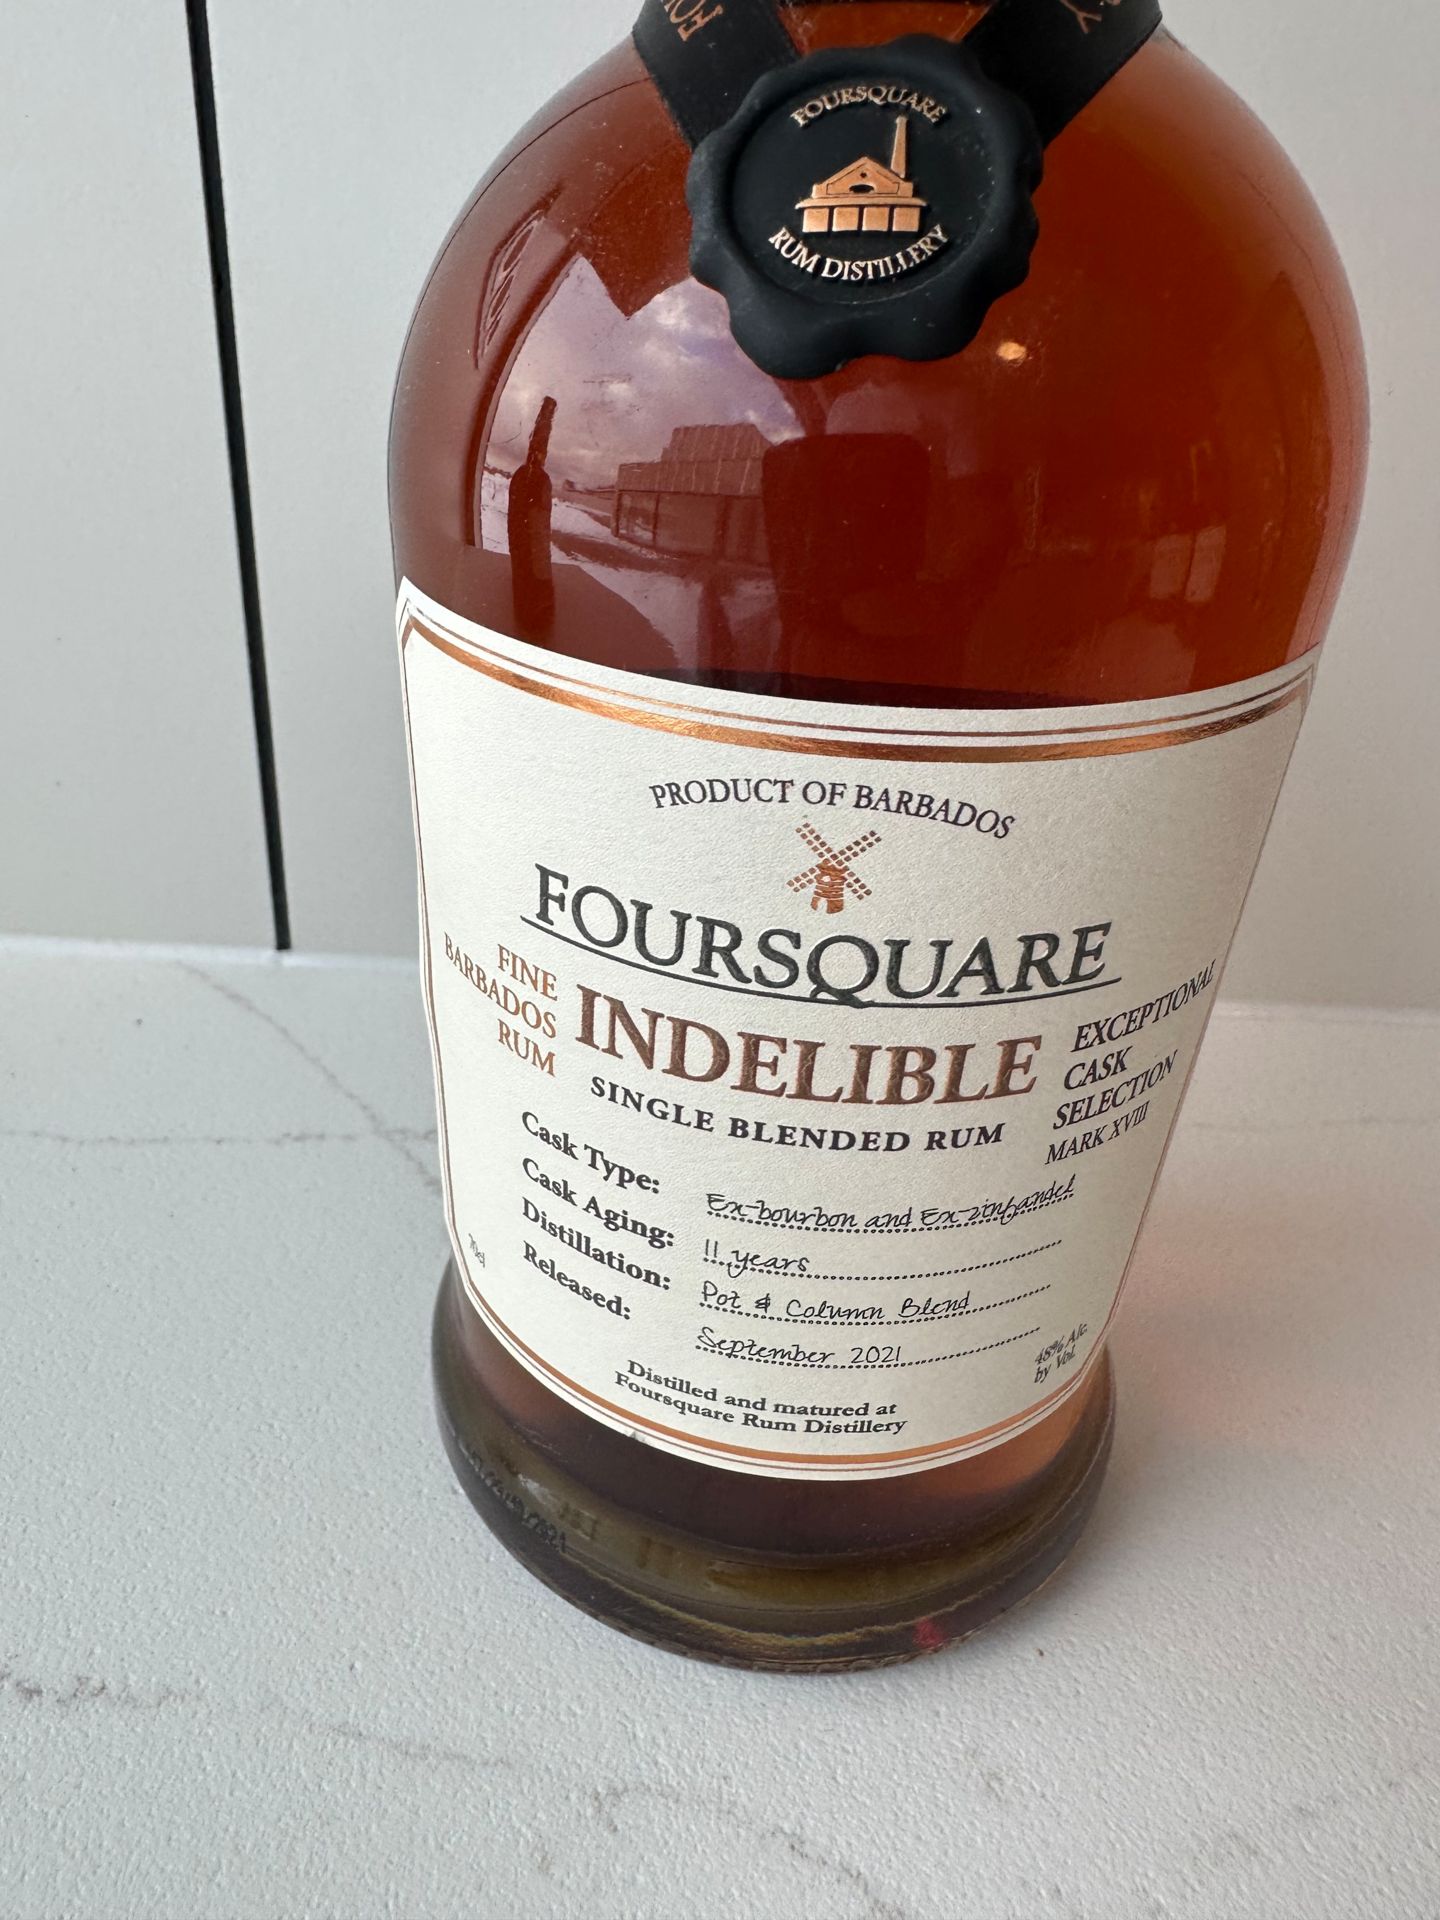 FOURSQUARE
RUM DISTILLERY
PRODUCT OF BARBADOS
FOURSQUARE
FINE
BARBADOS
RUM
INDELIBLE
EXCEPTIONAL
CASK
SELECTION
MARK XVIII
SINGLE BLENDED RUM
Cask Type: Ex-bourbon and Ex-zinfandel
Cask Aging: 11 years
Distillation: Pot & Column Blend
Released: September 2021
70cl
48% Alc.
by Vol.
Distilled and matured at
Foursquare Rum Distillery